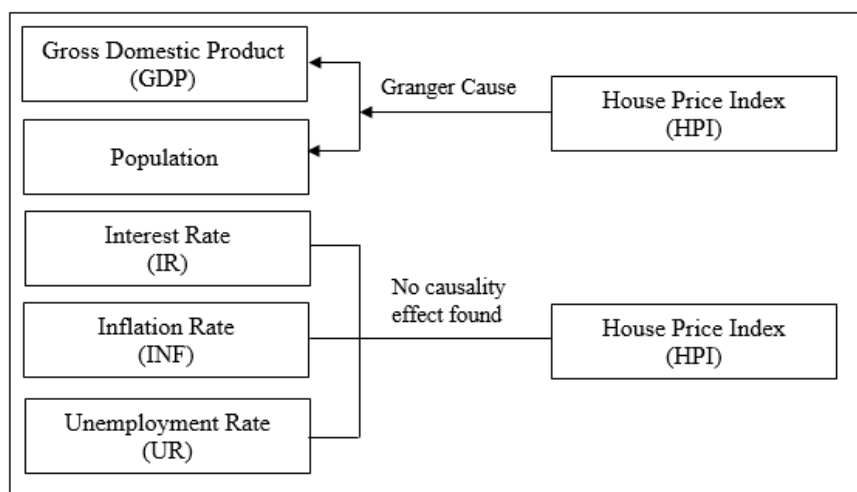 Gross Domestic Product
(GDP)
Granger Cause
House Price Index
(HPI)
Population
Interest Rate
(IR)
No causality
effect found
Inflation Rate
(INF)
House Price Index
(HPI)
Unemployment Rate
(UR)